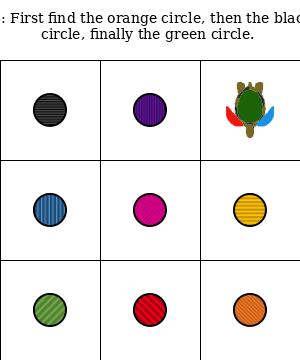 : First find the orange circle, then the
circle, finally the green circle.